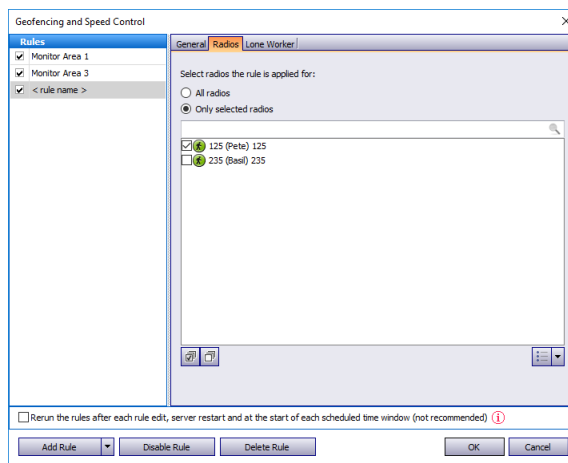 Geofencing and Speed Control
Rules
Monitor Area 1
Monitor Area 3
< rule name >
General Radios Lone Worker
Select radios the rule is applied for:
All radios
Only selected radios
125 (Pete) 125
235 (Basil) 235
Rerun the rules after each rule edit, server restart and at the start of each scheduled time window (not recommended)
Add Rule Disable Rule Delete Rule OK Cancel